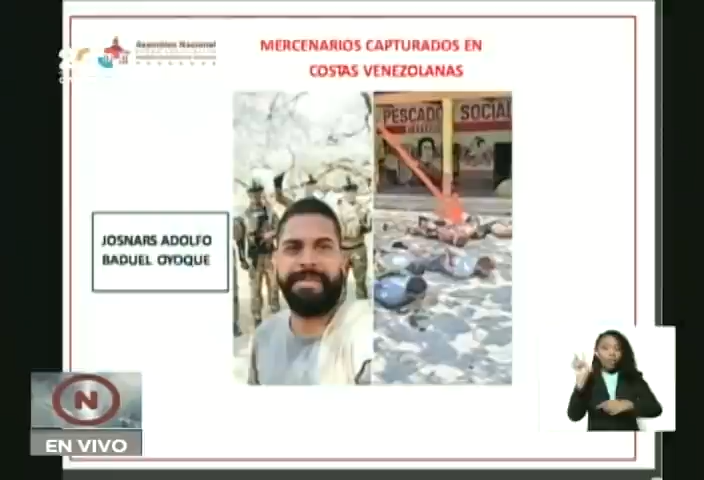 Asamblea Nacional
MERCENARIOS CAPTURADOS EN
COSTAS VENEZOLANAS
PESCADO SOCIAL
JOSNARS ADOLFO
BADUEL OYOQUE
N
EN VIVO